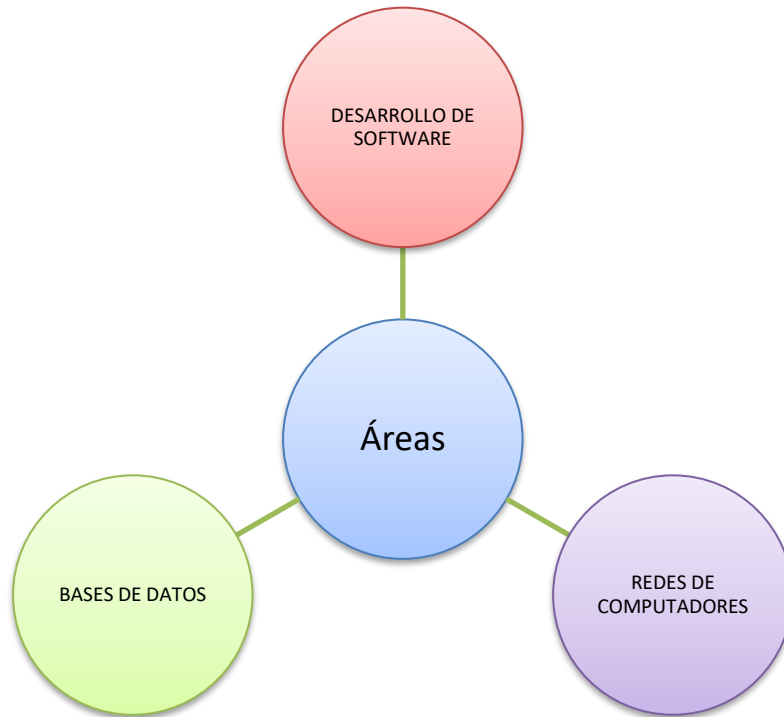 DESARROLLO DE
SOFTWARE
Áreas
BASES DE DATOS
REDES DE
COMPUTADORES